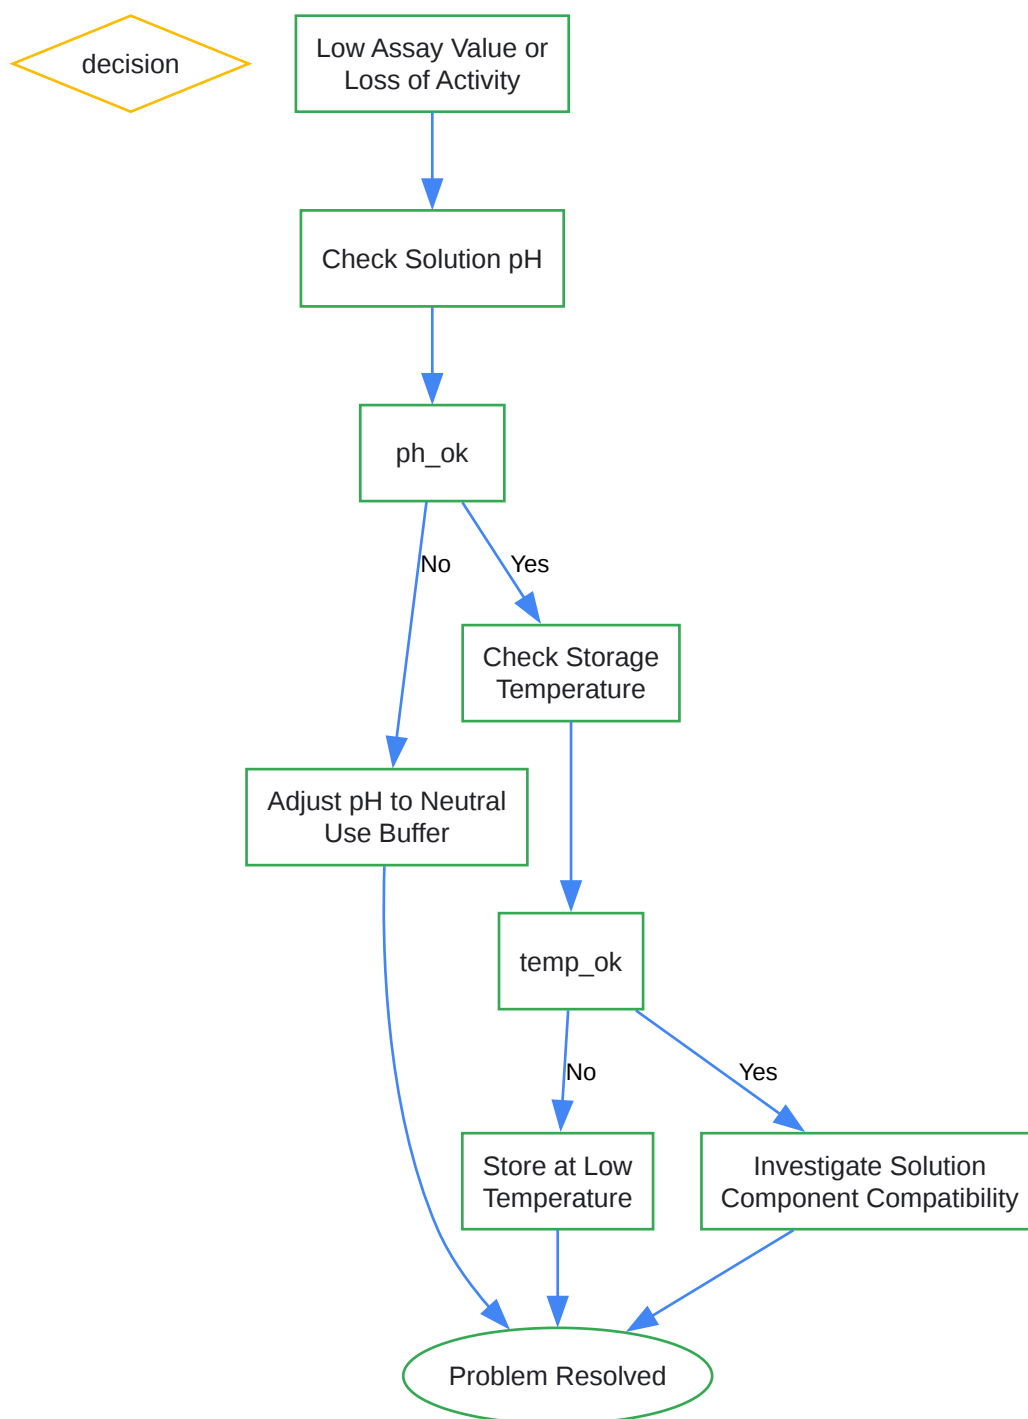 decision
Low Assay Value or
Loss of Activity
Check Solution pH
ph_ok
No
Yes
Check Storage
Temperature
Adjust pH to Neutral
Use Buffer
temp_ok
No
Yes
Store at Low
Temperature
Investigate Solution
Component Compatibility
Problem Resolved